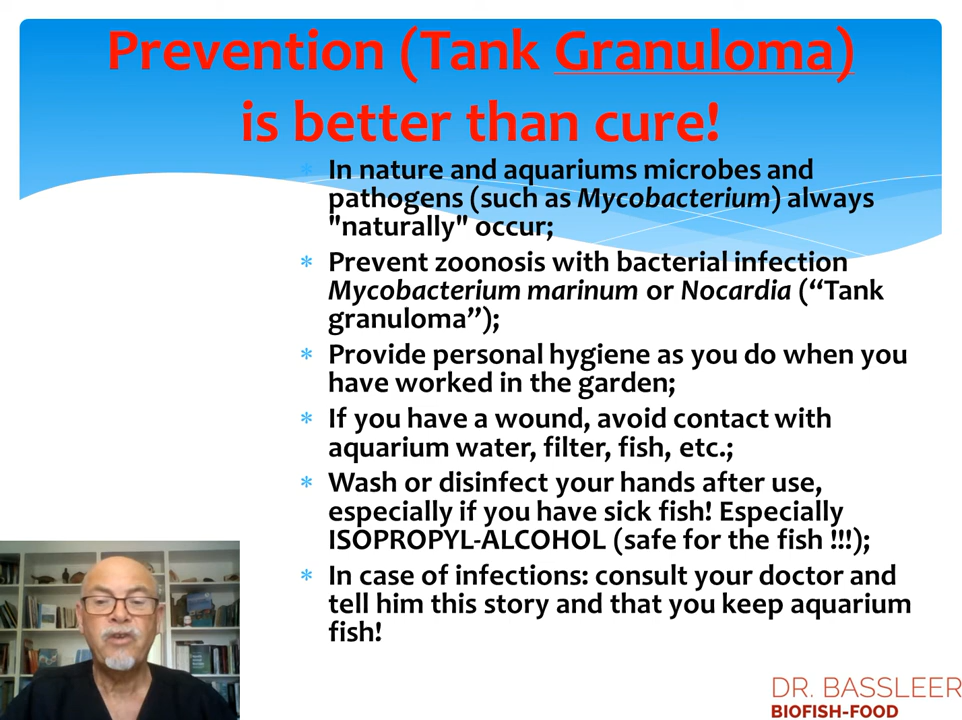 Prevention (Tank Granuloma)
is better than cure!
* In nature and aquariums microbes and
pathogens (such as Mycobacterium) always
"naturally" occur;
* Prevent zoonosis with bacterial infection
Mycobacterium marinum or Nocardia (“Tank
granuloma”);
* Provide personal hygiene as you do when you
have worked in the garden;
* If you have a wound, avoid contact with
aquarium water, filter, fish, etc.;
* Wash or disinfect your hands after use,
especially if you have sick fish! Especially
ISOPROPYL-ALCOHOL (safe for the fish !!!);
* In case of infections: consult your doctor and
tell him this story and that you keep aquarium
fish!
DR. BASSLEER
BIOFISH-FOOD